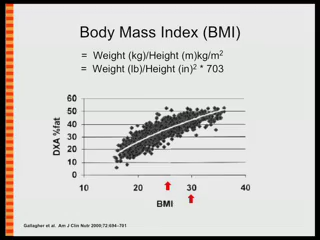 Body Mass Index (BMI)
= Weight (kg)/Height (m)kg/m²
= Weight (lb)/Height (in)² * 703
60
50
40
30
20
10
0
DXA %fat
10
20
30
40
BMI
Gallagher et al. Am J Clin Nutr 2000;72:694–701